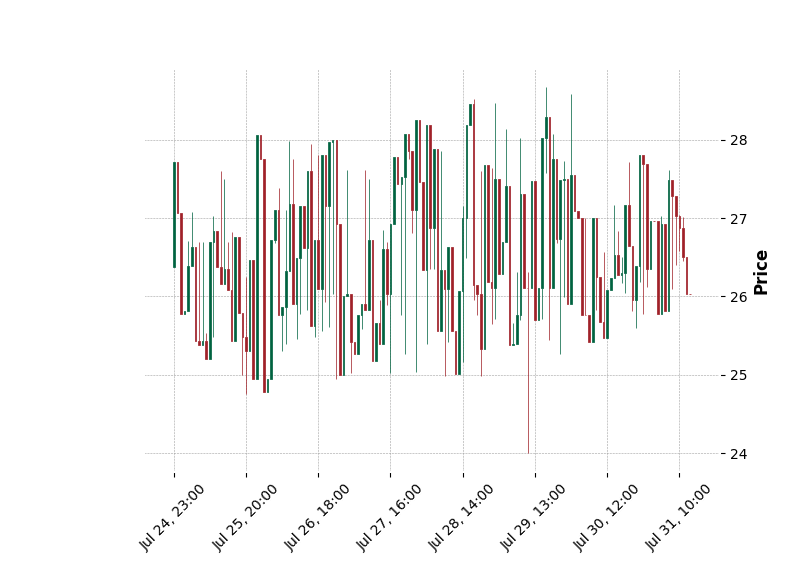 28
27
26
25
24
Price
Jul 24, 23:00
Jul 25, 20:00
Jul 26, 18:00
Jul 27, 16:00
Jul 28, 14:00
Jul 29, 13:00
Jul 30, 12:00
Jul 31, 10:00